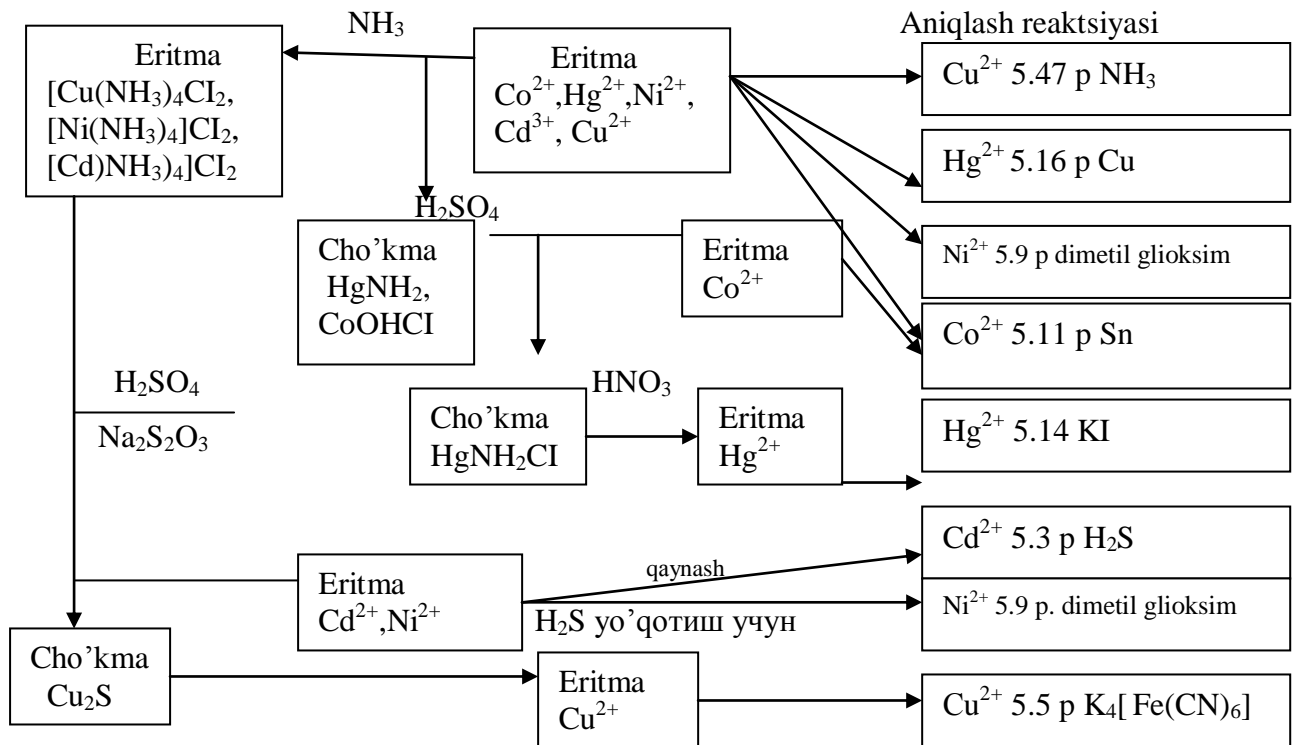 NH₃
Aniqlash reaktsiyasi
Eritma
[Cu(NH₃)₄CI₂,
[Ni(NH₃)₄]CI₂,
[Cd)NH₃)₄]CI₂
Eritma
Co²⁺,Hg²⁺,Ni²⁺,
Cd³⁺, Cu²⁺
Cu²⁺ 5.47 p NH₃
Hg²⁺ 5.16 p Cu
H₂SO₄
Cho’kma
HgNH₂,
CoOHCI
Eritma
Co²⁺
Ni²⁺ 5.9 p dimetil glioksim
Co²⁺ 5.11 p Sn
H₂SO₄
Na₂S₂O₃
Cho’kma
HgNH₂CI
HNO₃
Eritma
Hg²⁺
Hg²⁺ 5.14 KI
Eritma
Cd²⁺,Ni²⁺
qaynash
H₂S yo’qотиш учун
Cd²⁺ 5.3 p H₂S
Ni²⁺ 5.9 p. dimetil glioksim
Cho’kma
Cu₂S
Eritma
Cu²⁺
Cu²⁺ 5.5 p K₄[ Fe(CN)₆]